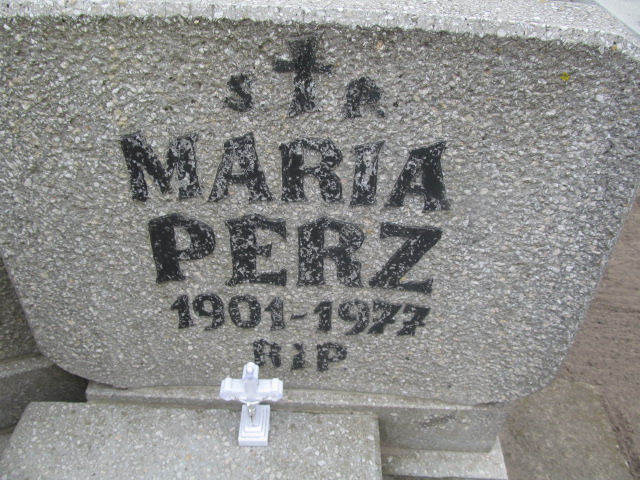 S ✝ P.
MARIA
PERZ
1901-1977
RIP